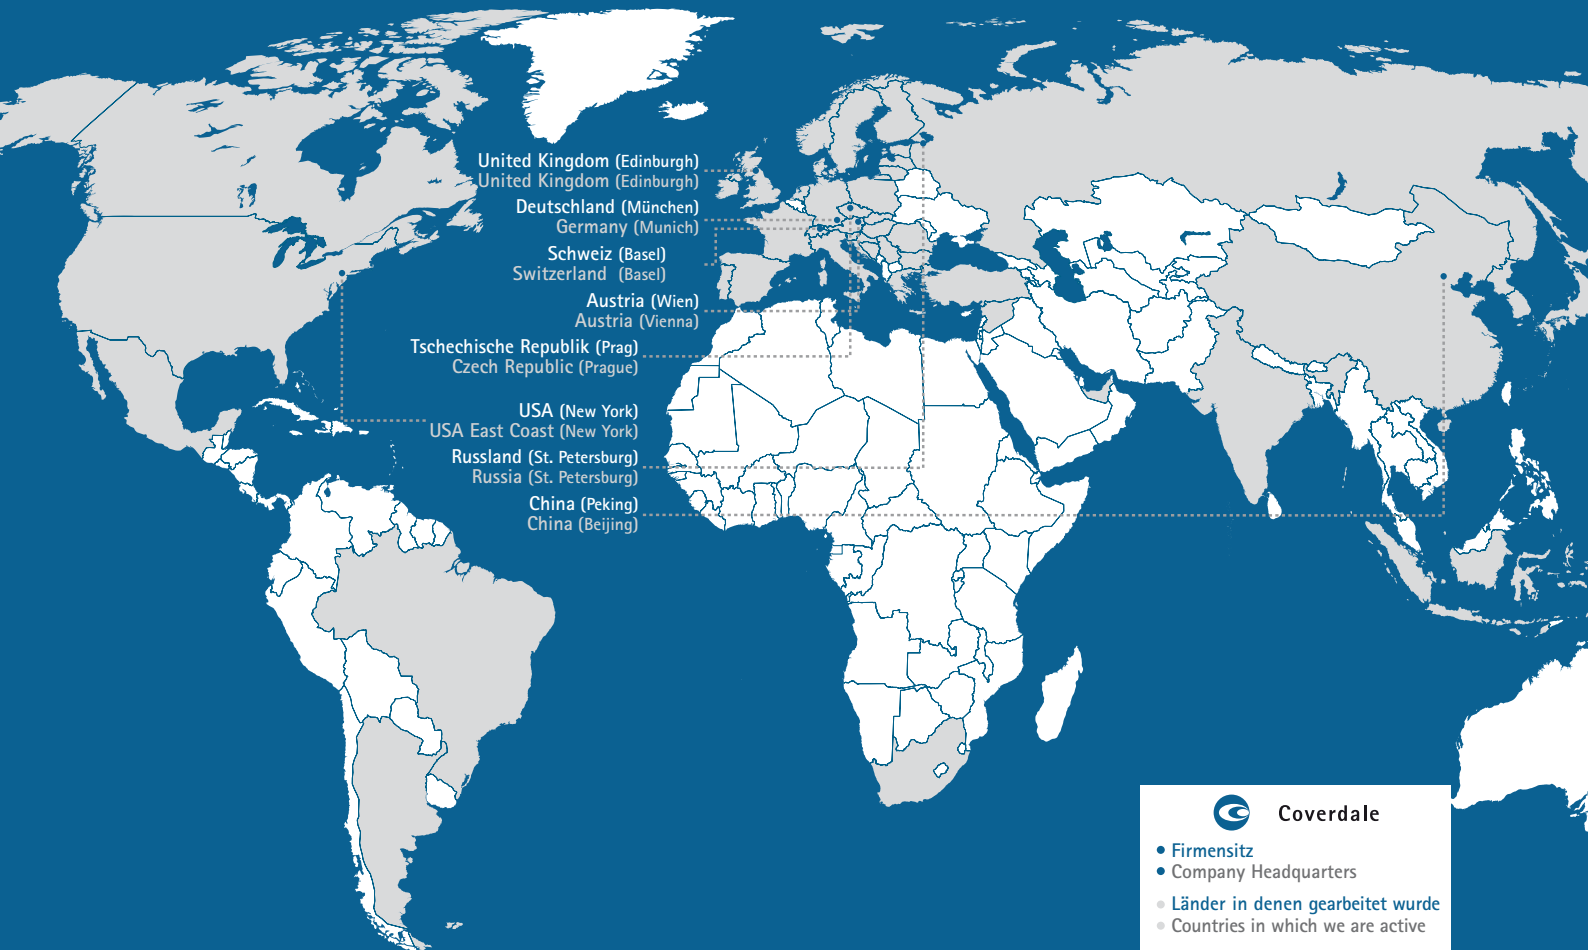 United Kingdom (Edinburgh)
United Kingdom (Edinburgh)
Deutschland (München)
Germany (Munich)
Schweiz (Basel)
Switzerland (Basel)
Austria (Wien)
Austria (Vienna)
Tschechische Republik (Prag)
Czech Republic (Prague)
USA (New York)
USA East Coast (New York)
Russland (St. Petersburg)
Russia (St. Petersburg)
China (Peking)
China (Beijing)
Coverdale
• Firmensitz
• Company Headquarters
• Länder in denen gearbeitet wurde
• Countries in which we are active